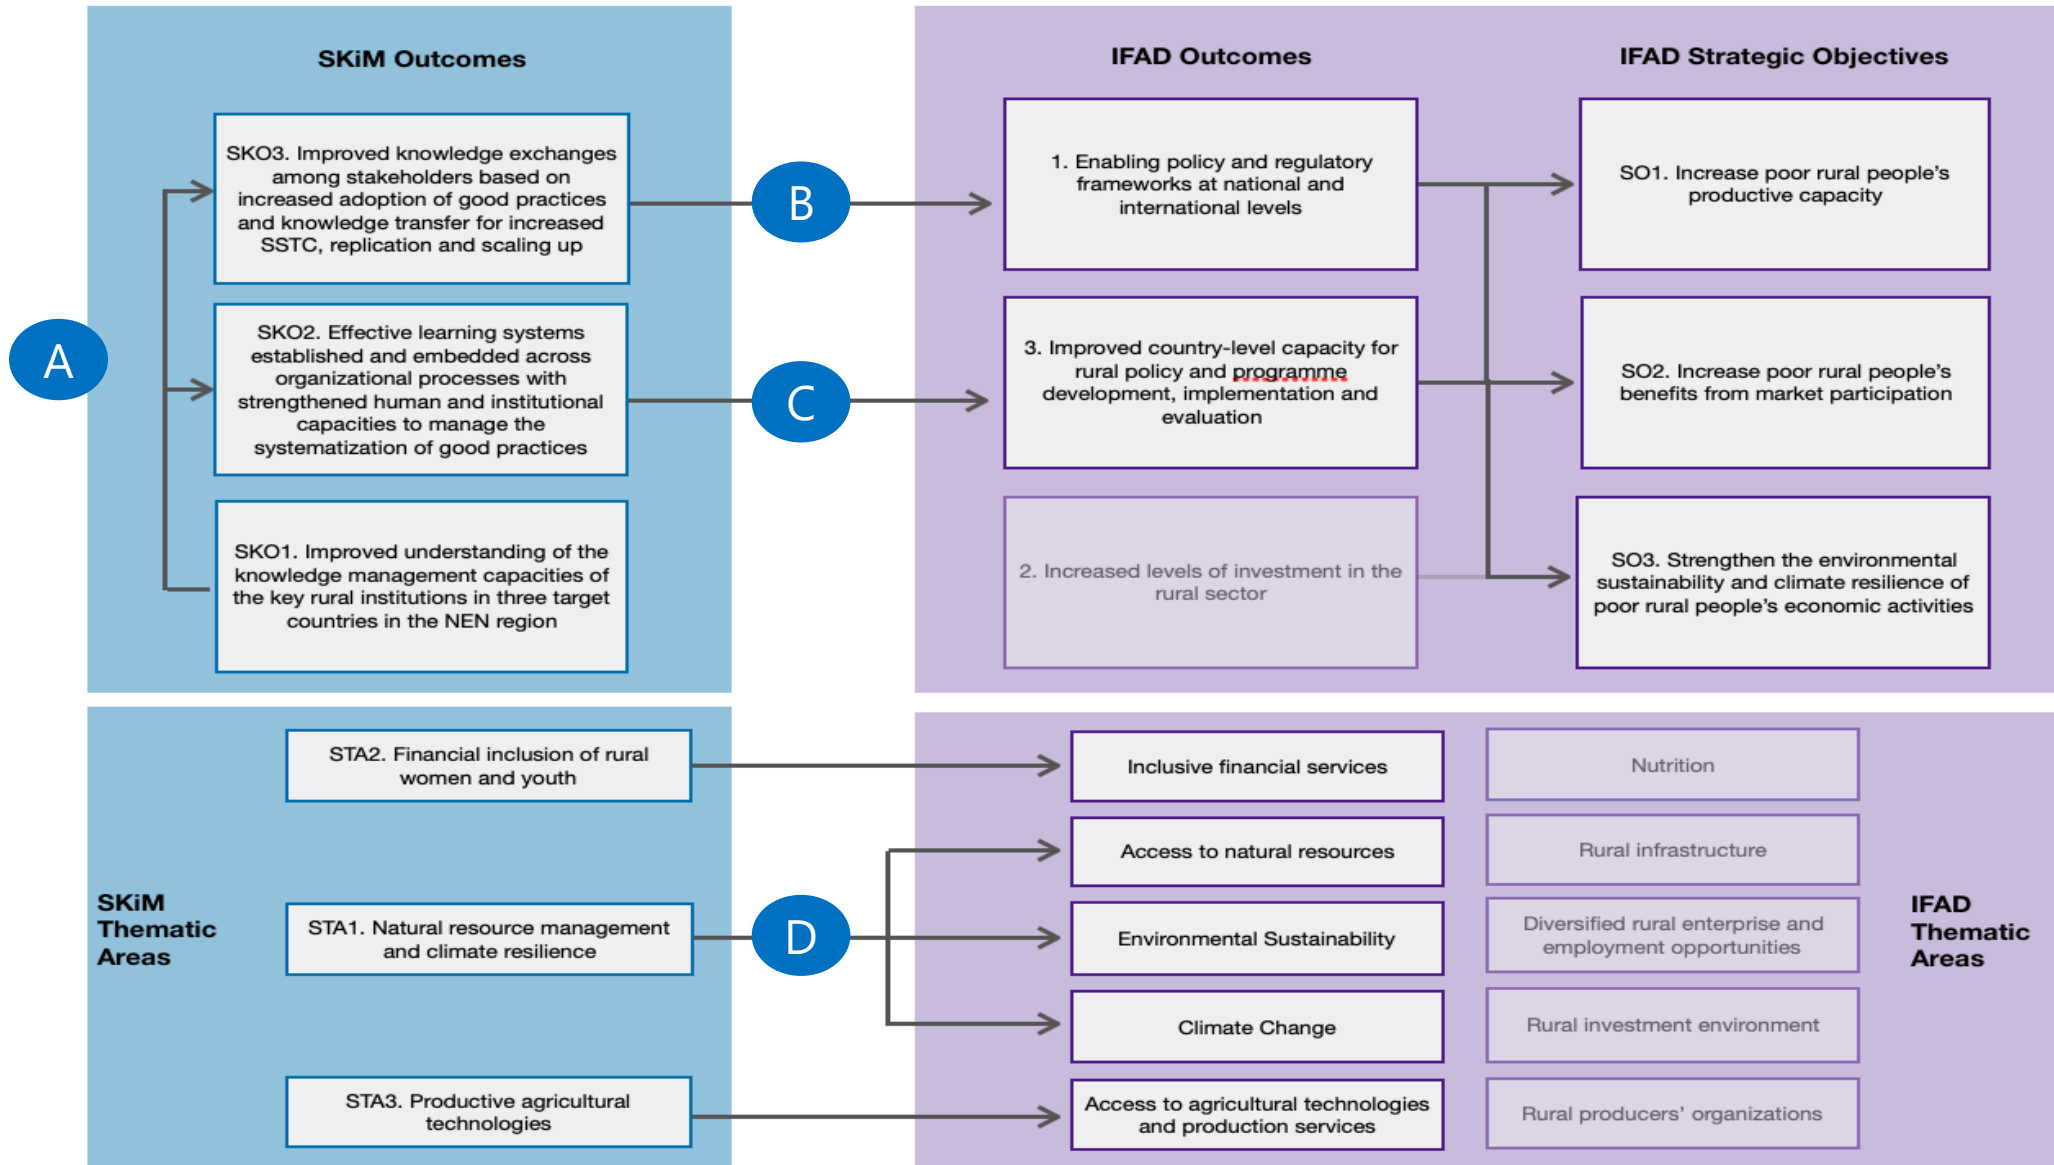 SKiM Outcomes
SKO3. Improved knowledge exchanges
among stakeholders based on
increased adoption of good practices
and knowledge transfer for increased
SSTC, replication and scaling up
A
SKO2. Effective learning systems
established and embedded across
organizational processes with
strengthened human and institutional
capacities to manage the
systematization of good practices
SKO1. Improved understanding of the
knowledge management capacities of
the key rural institutions in three target
countries in the NEN region
B
C
IFAD Outcomes
1. Enabling policy and regulatory
frameworks at national and
international levels
3. Improved country-level capacity for
rural policy and programme
development, implementation and
evaluation
2. Increased levels of investment in the
rural sector
IFAD Strategic Objectives
SO1. Increase poor rural people’s
productive capacity
SO2. Increase poor rural people’s
benefits from market participation
SO3. Strengthen the environmental
sustainability and climate resilience of
poor rural people’s economic activities
SKiM
Thematic
Areas
STA2. Financial inclusion of rural
women and youth
STA1. Natural resource management
and climate resilience
STA3. Productive agricultural
technologies
D
Inclusive financial services
Access to natural resources
Environmental Sustainability
Climate Change
Access to agricultural technologies
and production services
Nutrition
Rural infrastructure
Diversified rural enterprise and
employment opportunities
Rural investment environment
Rural producers’ organizations
IFAD
Thematic
Areas